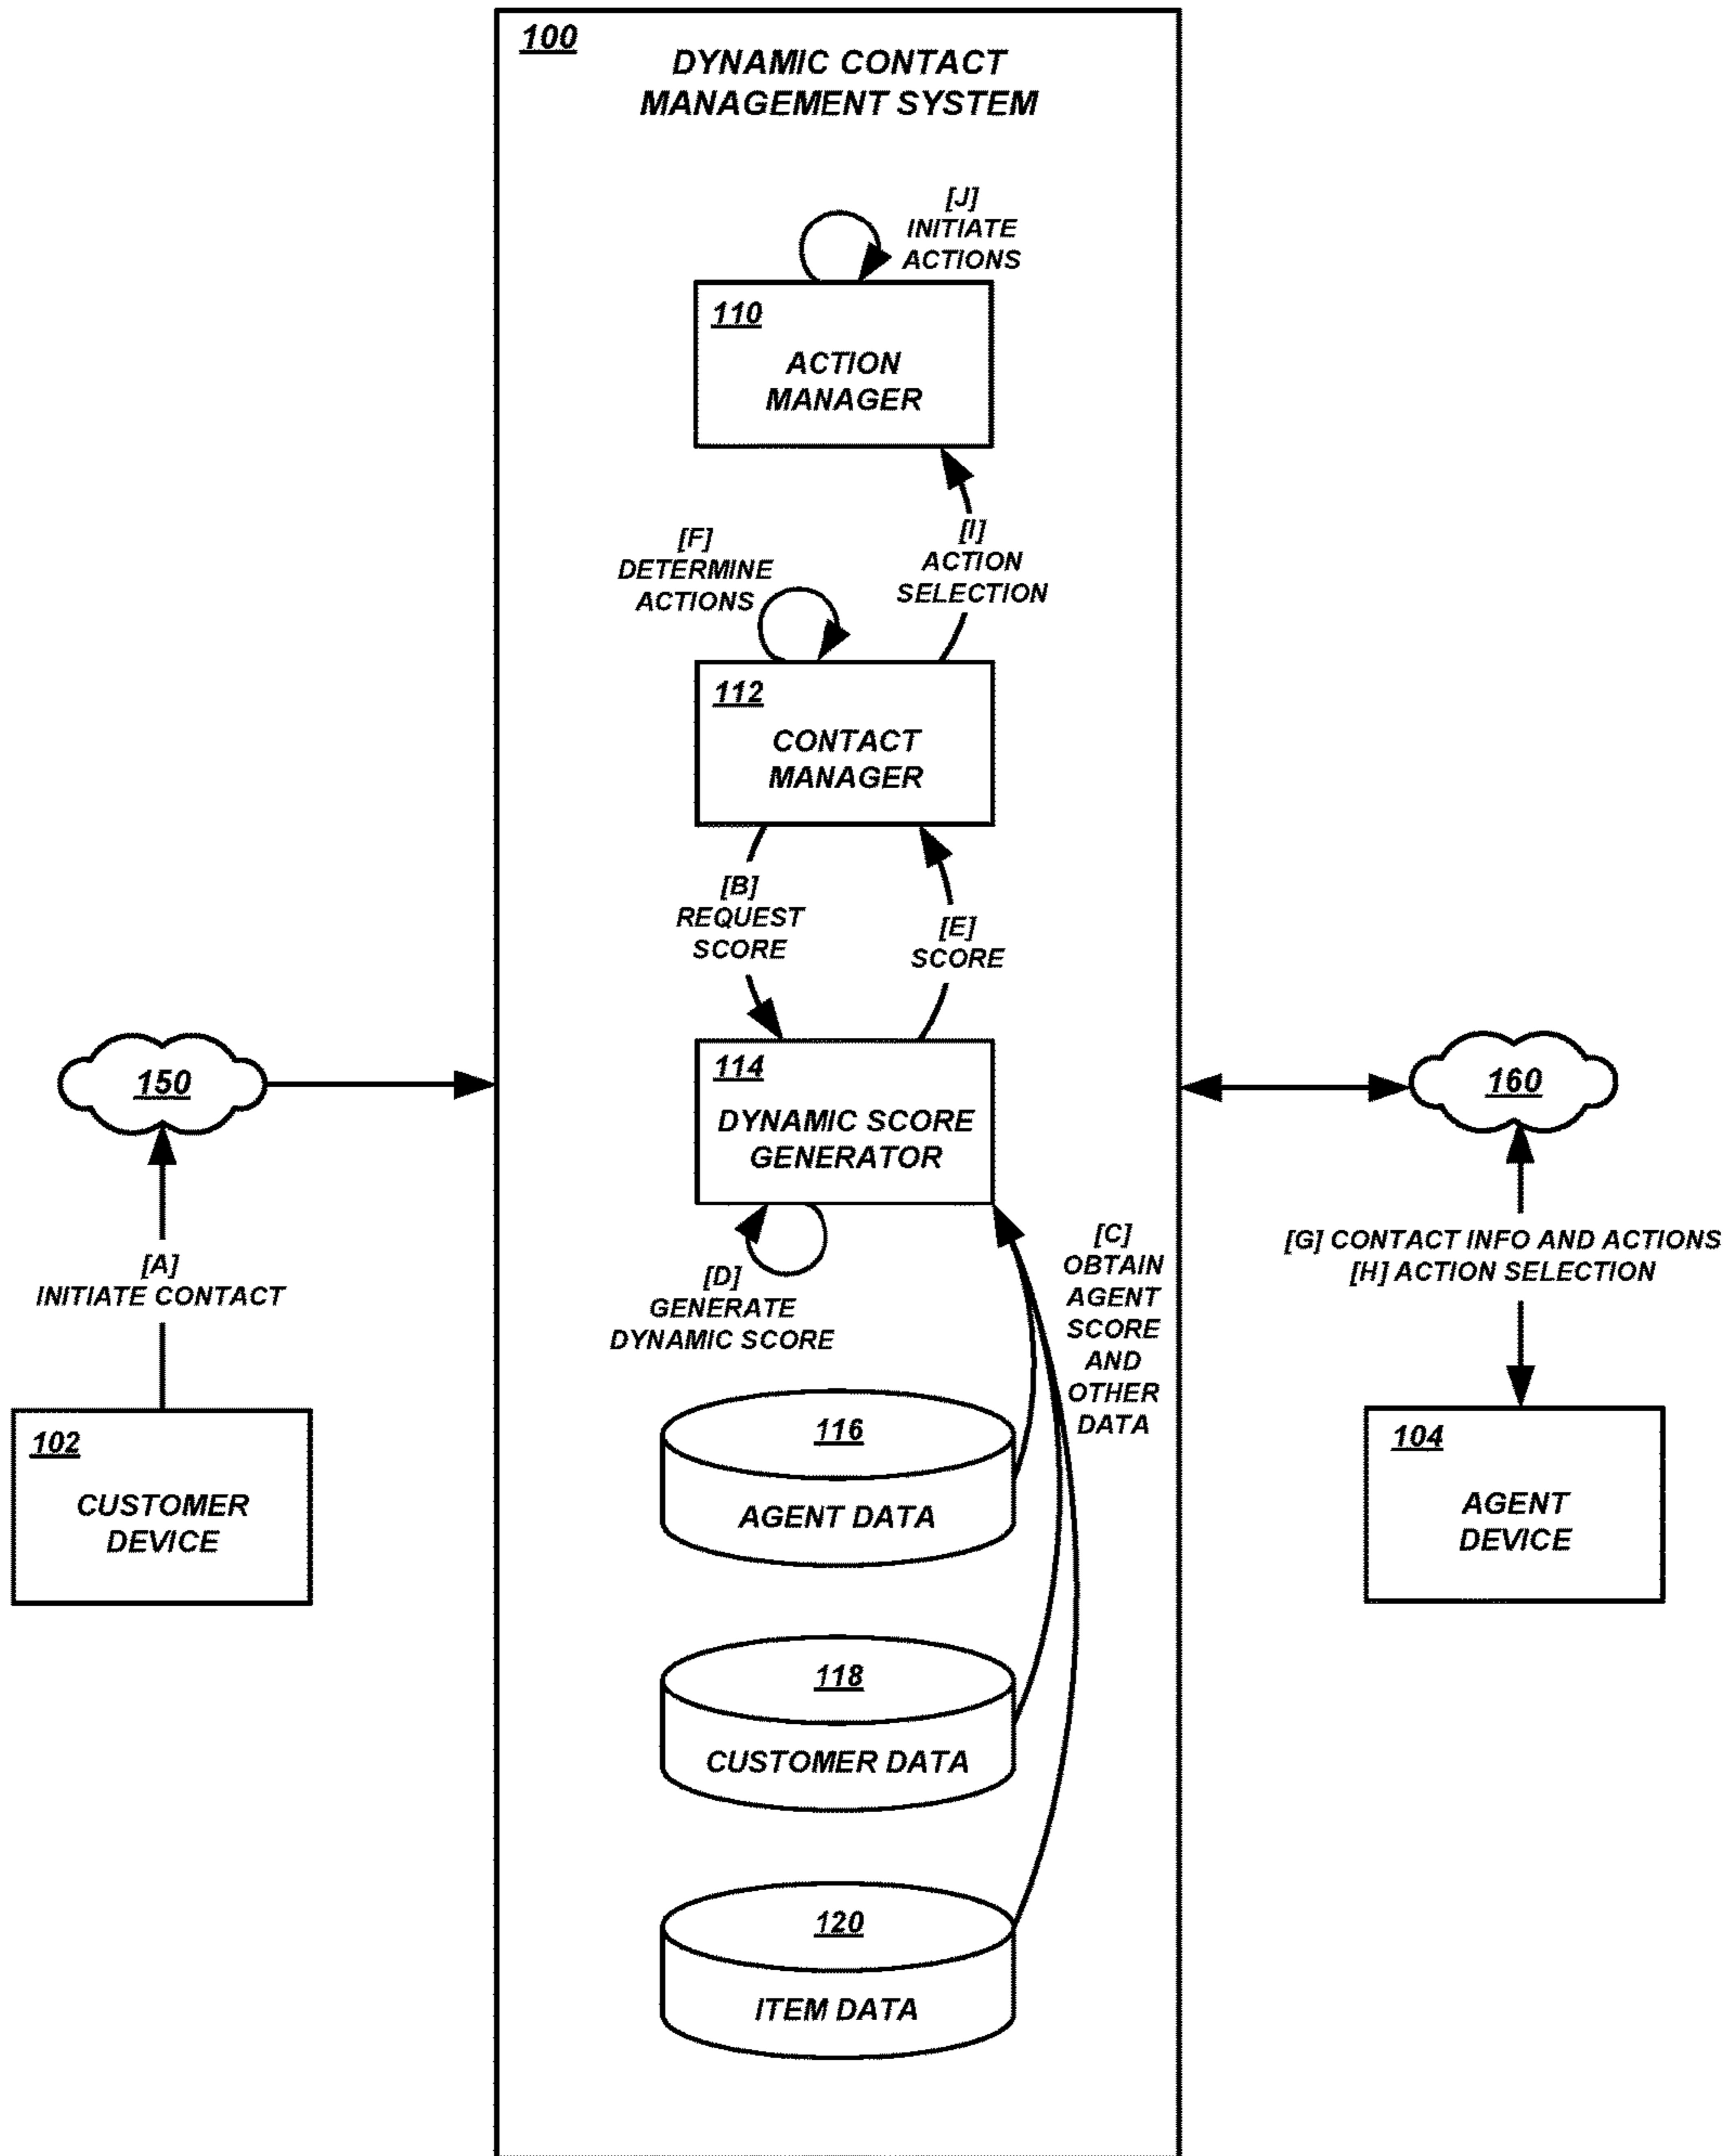 100
DYNAMIC CONTACT
MANAGEMENT SYSTEM
[J]
INITIATE
ACTIONS
110
ACTION
MANAGER
[F]
DETERMINE
ACTIONS
[I]
ACTION
SELECTION
112
CONTACT
MANAGER
[B]
REQUEST
SCORE
[E]
SCORE
150
114
DYNAMIC SCORE
GENERATOR
160
[A]
INITIATE CONTACT
[D]
GENERATE
DYNAMIC SCORE
[C]
OBTAIN
AGENT
SCORE
AND
OTHER
DATA
[G] CONTACT INFO AND ACTIONS
[H] ACTION SELECTION
102
CUSTOMER
DEVICE
116
AGENT DATA
104
AGENT
DEVICE
118
CUSTOMER DATA
120
ITEM DATA